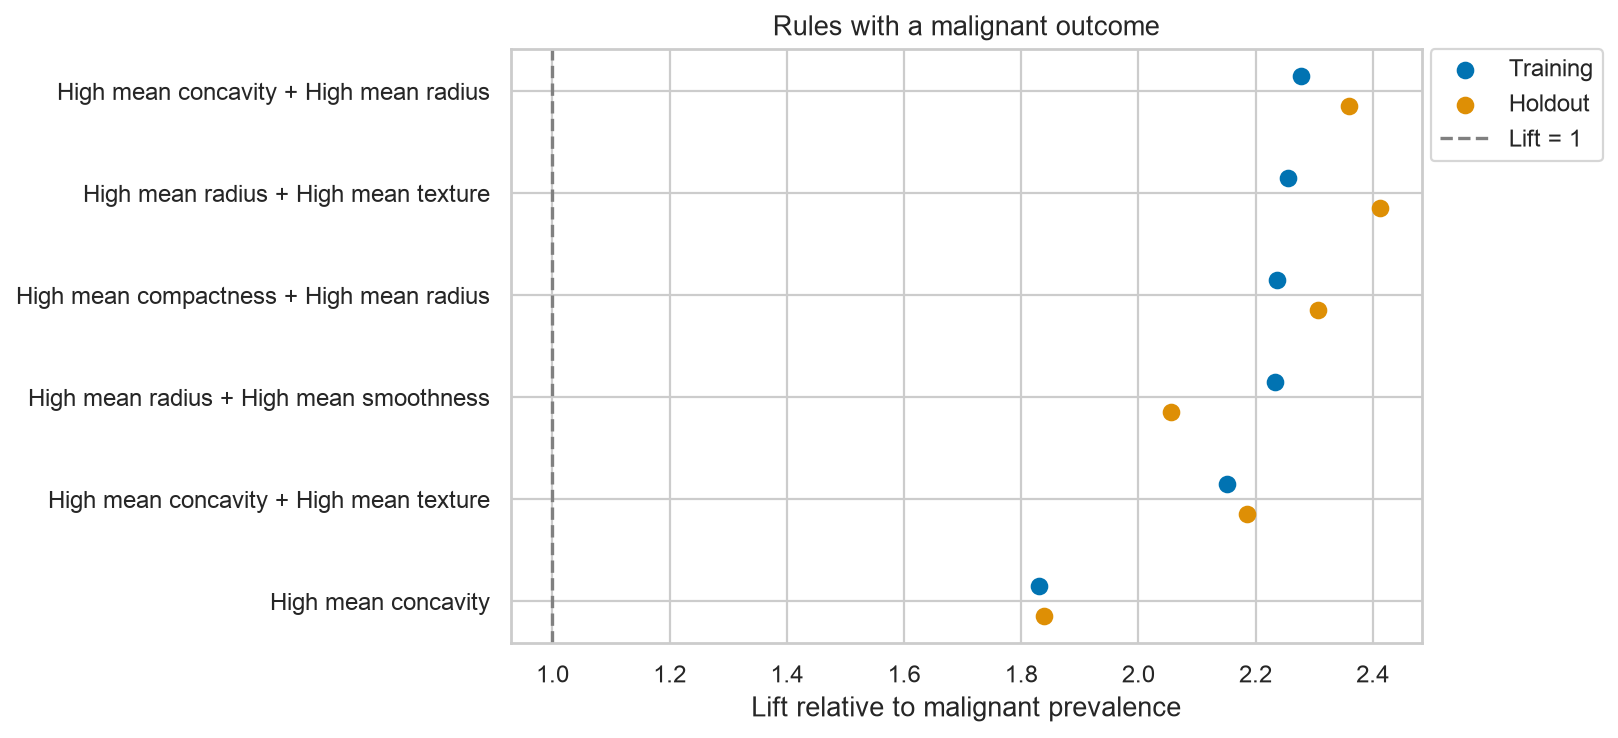 Rules with a malignant outcome
High mean concavity + High mean radius
High mean radius + High mean texture
High mean compactness + High mean radius
High mean radius + High mean smoothness
High mean concavity + High mean texture
High mean concavity
1.0 1.2 1.4 1.6 1.8 2.0 2.2 2.4
Lift relative to malignant prevalence
Training
Holdout
Lift = 1